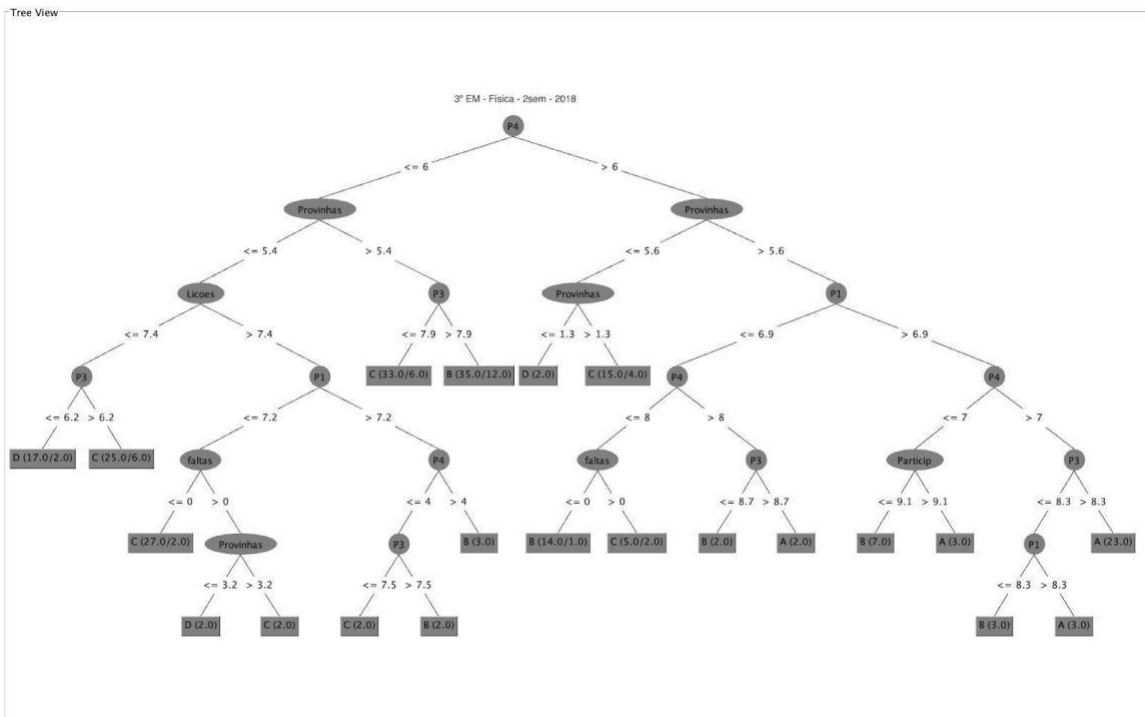 Tree View
3º EM - Física - 2sem - 2018
P4
<= 6 > 6
Provinhas Provinhas
<= 5.4 > 5.4 <= 5.6 > 5.6
Licoes P3 Provinhas P1
<= 7.4 > 7.4 <= 7.9 > 7.9 <= 1.3 > 1.3 <= 6.9 > 6.9
P3 P1 C (33.0/6.0) B (35.0/12.0) D (2.0) C (15.0/4.0) P4 P4
<= 6.2 > 6.2 <= 7.2 > 7.2 <= 8 > 8 <= 7 > 7
D (17.0/2.0) C (25.0/6.0) faltas P4 faltas P3 Particip P3
<= 0 > 0 <= 4 > 4 <= 0 > 0 <= 8.7 > 8.7 <= 9.1 > 9.1 <= 8.3 > 8.3
C (27.0/2.0) Provinhas P3 B (3.0) B (14.0/1.0) C (5.0/2.0) B (2.0) A (2.0) B (7.0) A (3.0) P1 A (23.0)
<= 3.2 > 3.2 <= 7.5 > 7.5 <= 8.3 > 8.3
D (2.0) C (2.0) C (2.0) B (2.0) B (3.0) A (3.0)